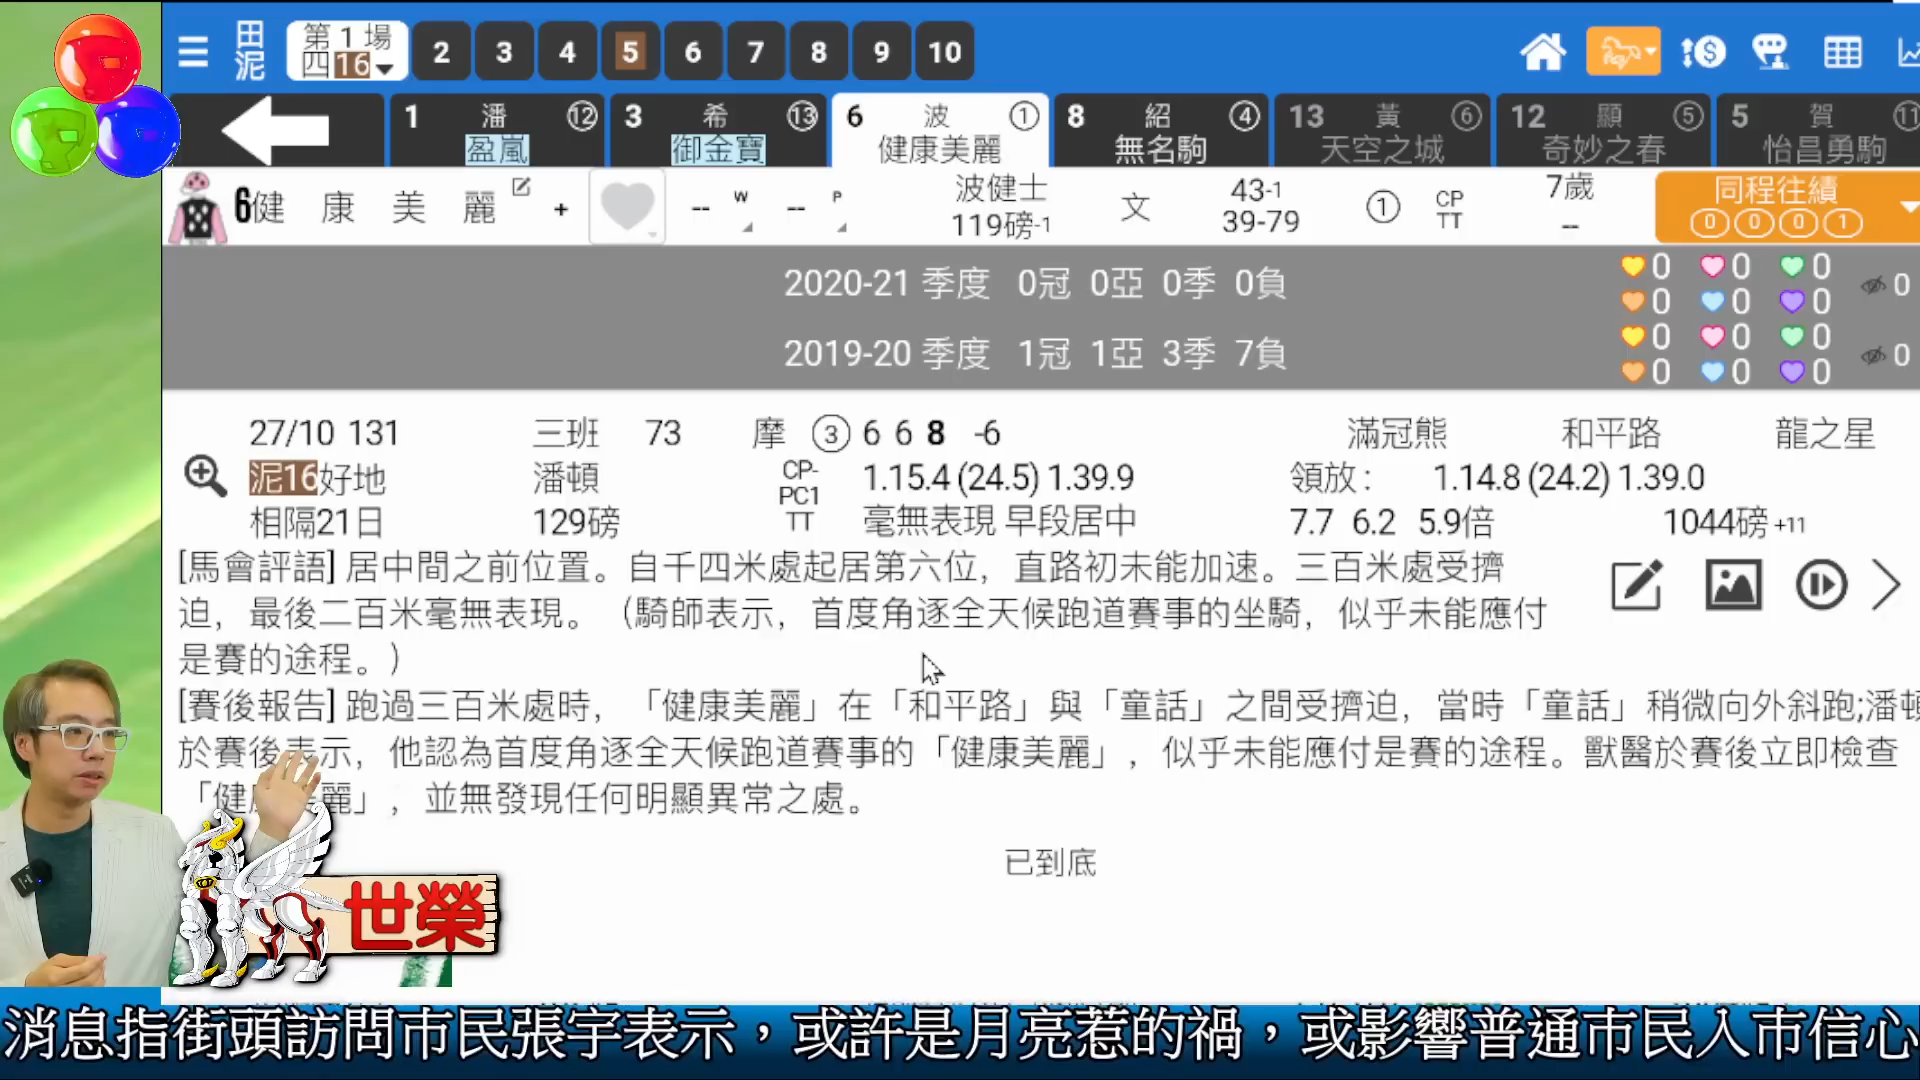 田泥 第1場 四16 2 3 4 5 6 7 8 9 10
1 潘 ⑫ 盈嵐
3 希 ⑬ 御金寶
6 波 ① 健康美麗
8 紹 ④ 無名駒
13 黃 ⑥ 天空之城
12 顯 ⑤ 奇妙之春
5 賀 ⑪ 怡昌勇駒
6健康美麗 + -- W -- P 波健士 119磅-1 文 43-1 39-79 ① CP TT 7歲 -- 同程往績 ⓪⓪⓪①
2020-21 季度 0冠 0亞 0季 0負 0 0 0 0
0 0 0
2019-20 季度 1冠 1亞 3季 7負 0 0 0 0
0 0 0
27/10 131 三班 73 摩 ③ 6 6 8 -6 滿冠熊 和平路 龍之星
泥16好地 潘頓 CP-PC1 TT 1.15.4 (24.5) 1.39.9 領放： 1.14.8 (24.2) 1.39.0
相隔21日 129磅 毫無表現 早段居中 7.7 6.2 5.9倍 1044磅 +11
[馬會評語] 居中間之前位置。自千四米處起居第六位，直路初未能加速。三百米處受擠
迫，最後二百米毫無表現。（騎師表示，首度角逐全天候跑道賽事的坐騎，似乎未能應付
是賽的途程。）
[賽後報告] 跑過三百米處時，「健康美麗」在「和平路」與「童話」之間受擠迫，當時「童話」稍微向外斜跑;潘頓
於賽後表示，他認為首度角逐全天候跑道賽事的「健康美麗」，似乎未能應付是賽的途程。獸醫於賽後立即檢查
「健康美麗」，並無發現任何明顯異常之處。
已到底
世榮
消息指街頭訪問市民張宇表示，或許是月亮惹的禍，或影響普通市民入市信心